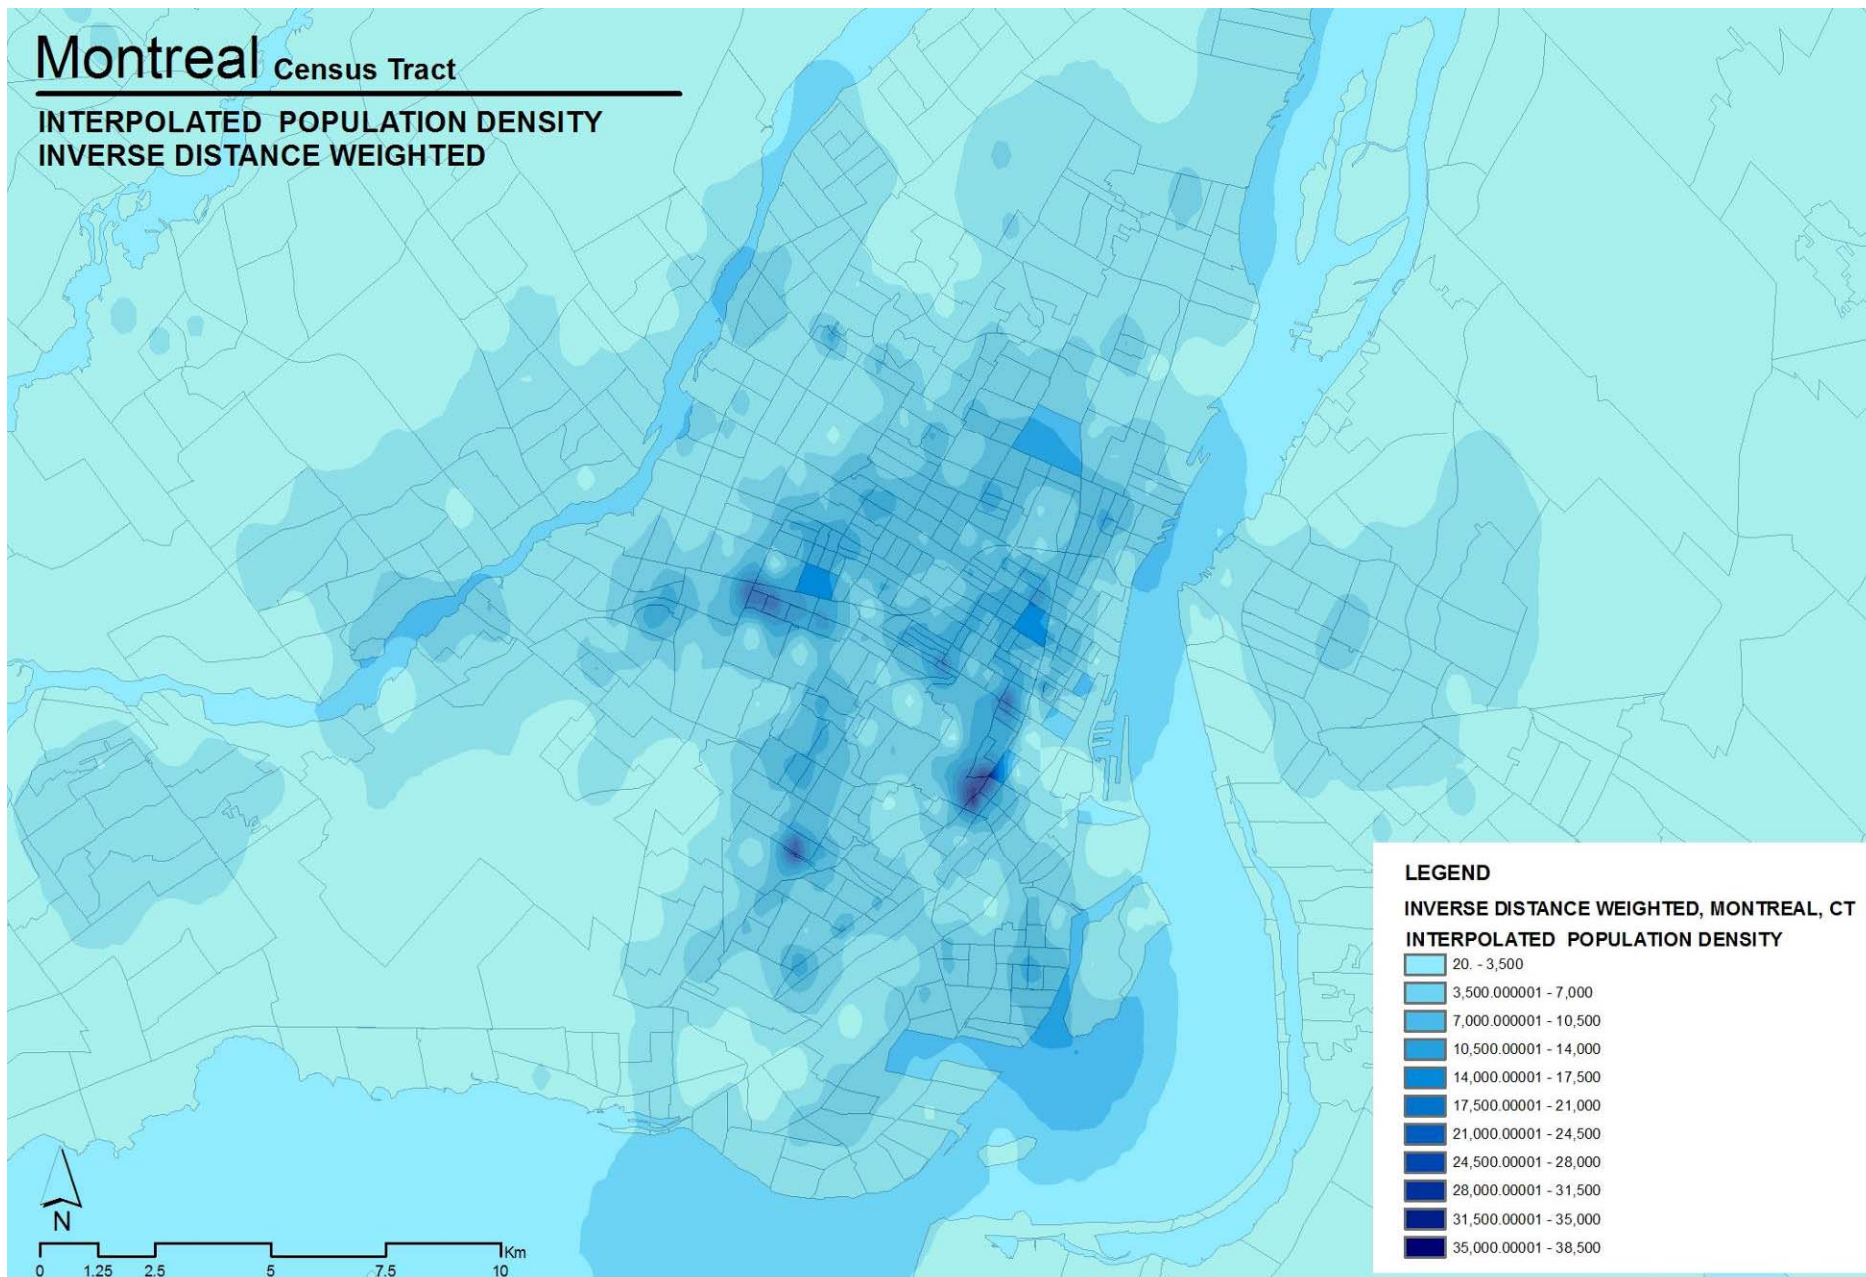 Montreal Census Tract
INTERPOLATED POPULATION DENSITY
INVERSE DISTANCE WEIGHTED
LEGEND
INVERSE DISTANCE WEIGHTED, MONTREAL, CT
INTERPOLATED POPULATION DENSITY
20. - 3,500
3,500.000001 - 7,000
7,000.000001 - 10,500
10,500.00001 - 14,000
14,000.00001 - 17,500
17,500.00001 - 21,000
21,000.00001 - 24,500
24,500.00001 - 28,000
28,000.00001 - 31,500
31,500.00001 - 35,000
35,000.00001 - 38,500
N
Km
0 1.25 2.5 5 7.5 10